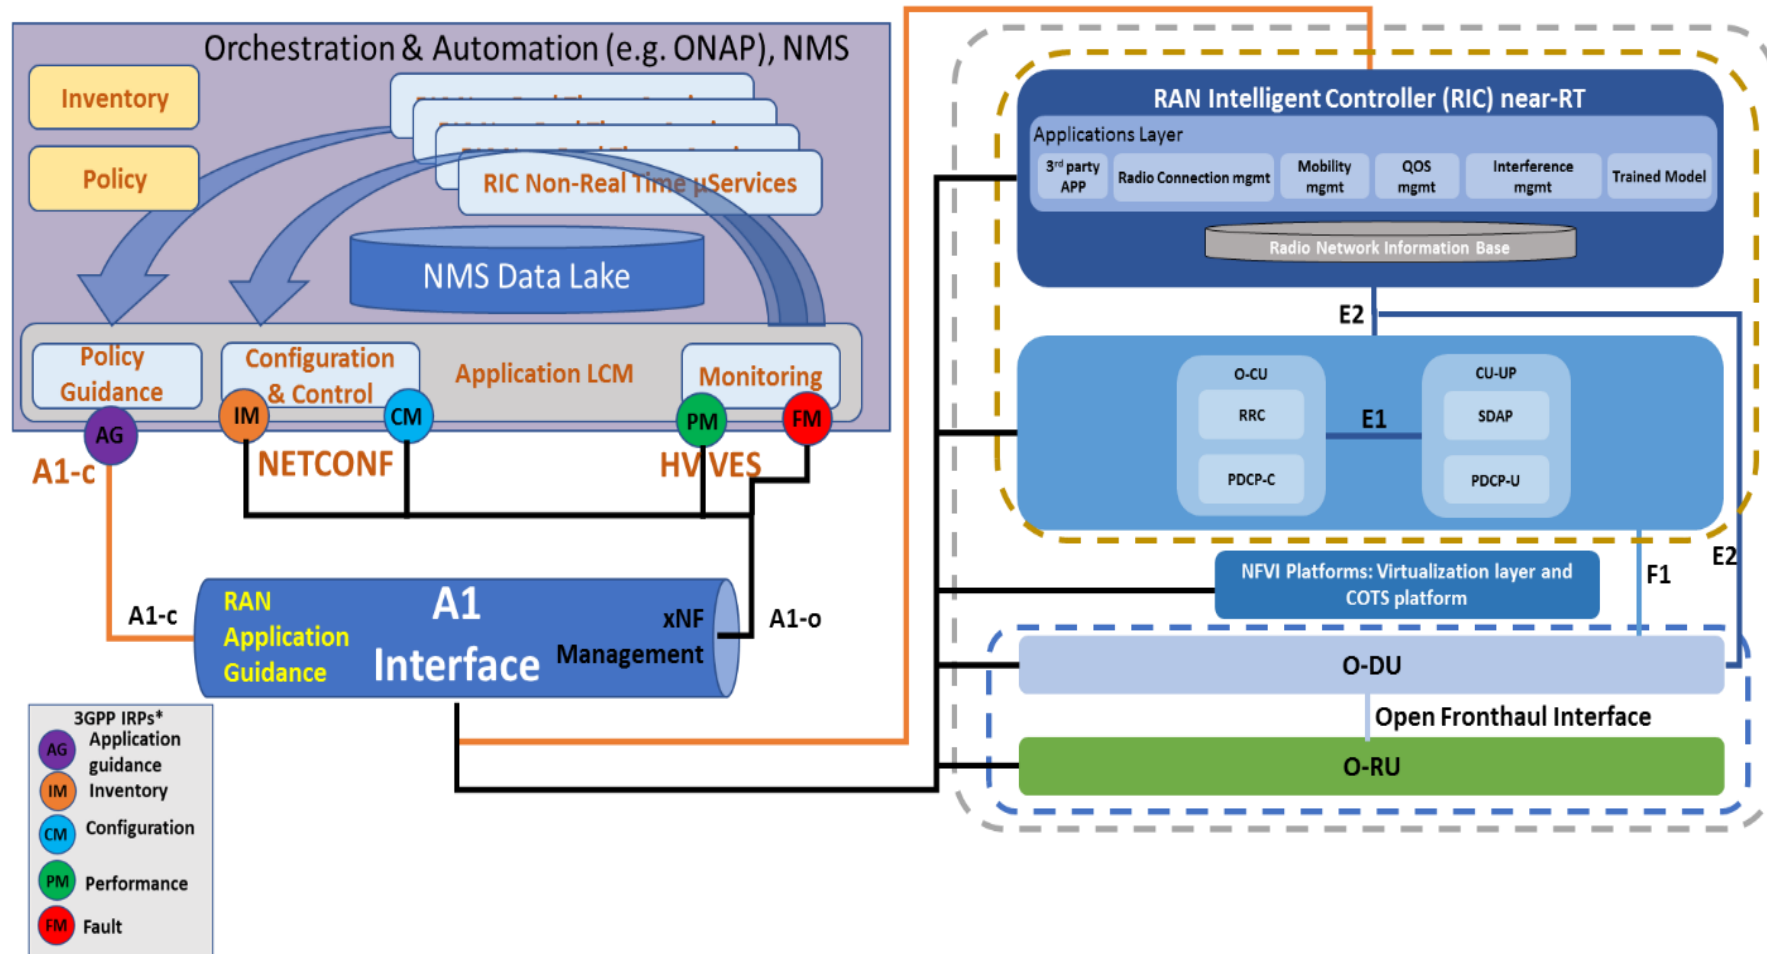 Orchestration & Automation (e.g. ONAP), NMS
Inventory
Policy
RIC Non-Real Time µServices
NMS Data Lake
Policy
Guidance
Configuration
& Control
Application LCM
Monitoring
AG
IM
CM
PM
FM
A1-c
NETCONF
HV VES
A1-c
RAN
Application
Guidance
A1
Interface
xNF
Management
A1-o
3GPP IRPs*
AG Application
guidance
IM Inventory
CM Configuration
PM Performance
FM Fault
RAN Intelligent Controller (RIC) near-RT
Applications Layer
3rd party
APP
Radio Connection mgmt
Mobility
mgmt
QOS
mgmt
Interference
mgmt
Trained Model
Radio Network Information Base
E2
O-CU
RRC
PDCP-C
E1
CU-UP
SDAP
PDCP-U
NFVI Platforms: Virtualization layer and
COTS platform
F1
E2
O-DU
Open Fronthaul Interface
O-RU